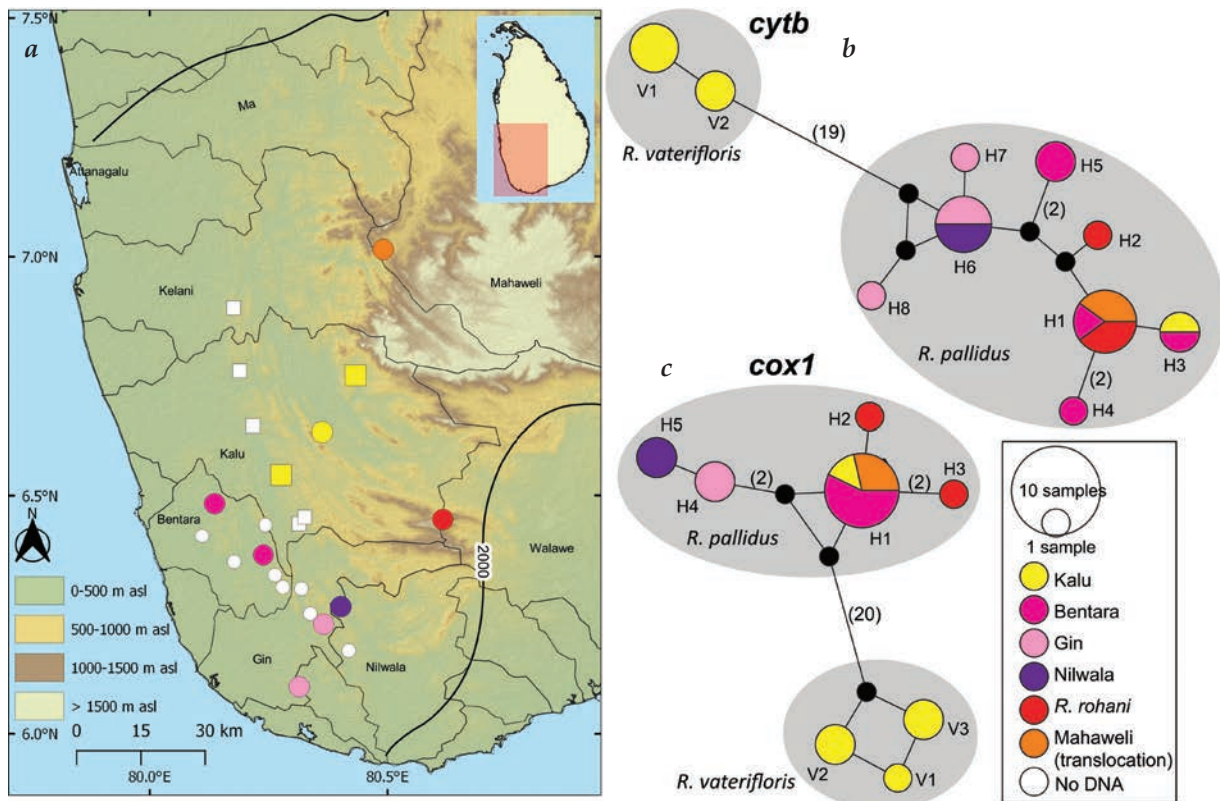 7.5°N
7.0°N
6.5°N
6.0°N
80.0°E
80.5°E
a
Ma
Attanagalu
Kelani
Mahaweli
Kalu
Bentara
Walawe
Gin
Nilwala
2000
N
0-500 m asl
500-1000 m asl
1000-1500 m asl
> 1500 m asl
0 15 30 km
cytb
b
V1
V2
R. vaterifloris
(19)
H7
H5
(2)
H2
H6
H8
H1
H3
R. pallidus
(2)
H4
cox1
c
H5
H2
(2)
(2)
H3
H4
H1
R. pallidus
(20)
V3
V2
V1
R. vaterifloris
10 samples
1 sample
Kalu
Bentara
Gin
Nilwala
R. rohani
Mahaweli
(translocation)
No DNA